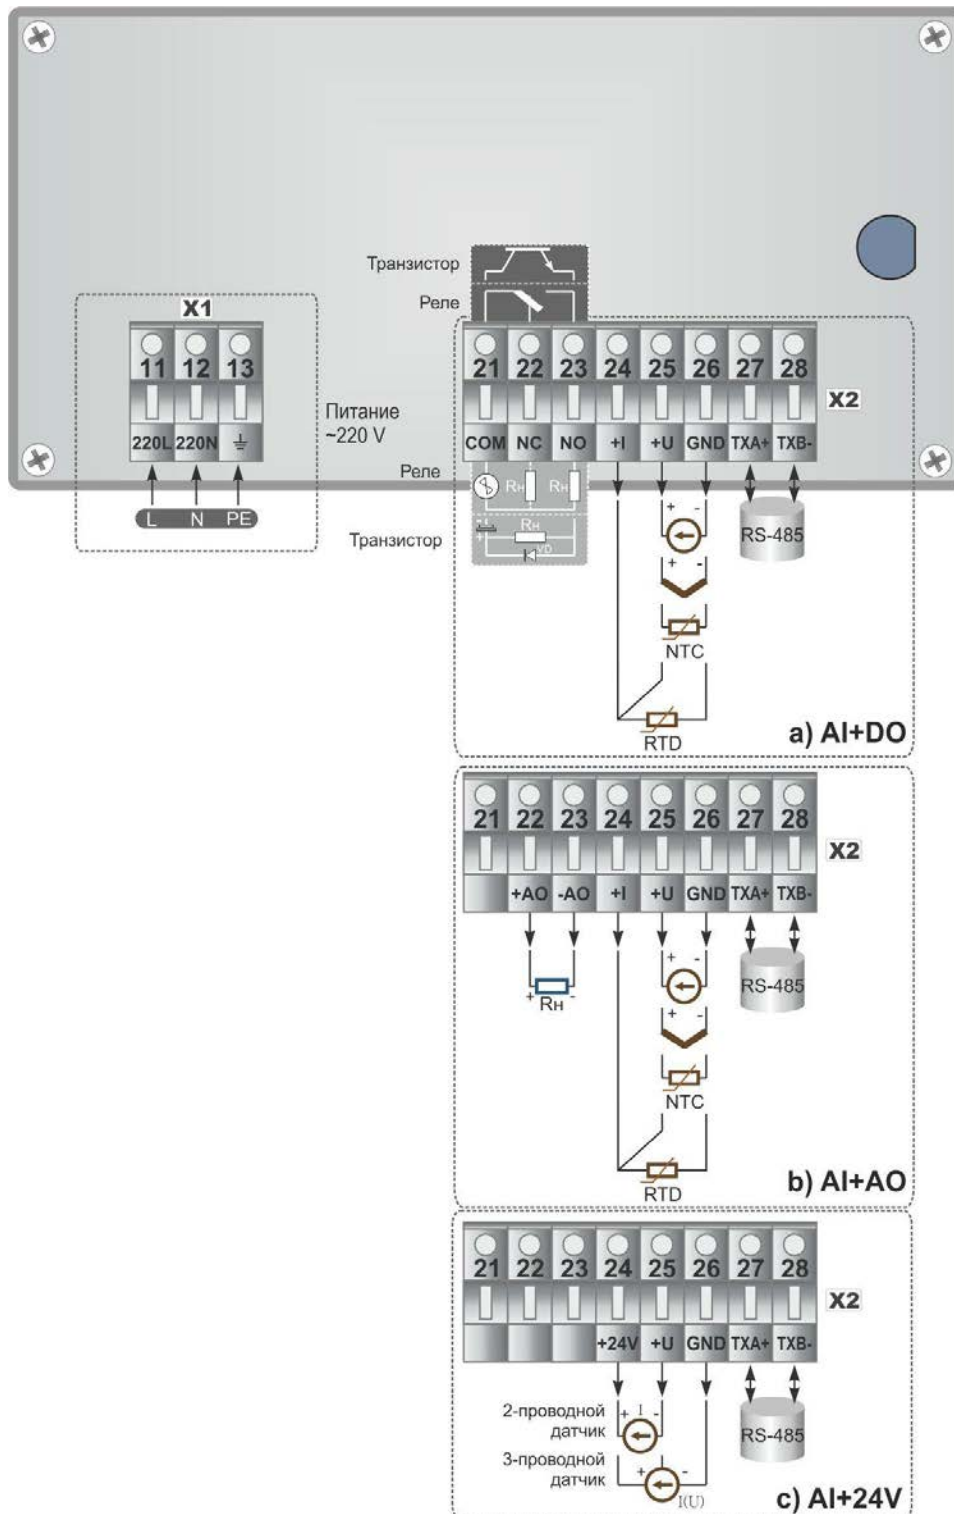 Транзистор
Реле
X1
11 12 13
21 22 23 24 25 26 27 28
X2
Питание
~220 V
220L 220N
COM NC NO +I +U GND TXA+ TXB-
Реле
Rн Rн
L N PE
Транзистор
- Rн
+
VD
+ -
RS-485
+ -
NTC
RTD
a) AI+DO
21 22 23 24 25 26 27 28
X2
+AO -AO +I +U GND TXA+ TXB-
+ -
RS-485
+ Rн -
+ -
NTC
RTD
b) AI+AO
21 22 23 24 25 26 27 28
X2
+24V +U GND TXA+ TXB-
2-проводной
датчик
+ I -
RS-485
3-проводной
датчик
+ -
I(U)
c) AI+24V